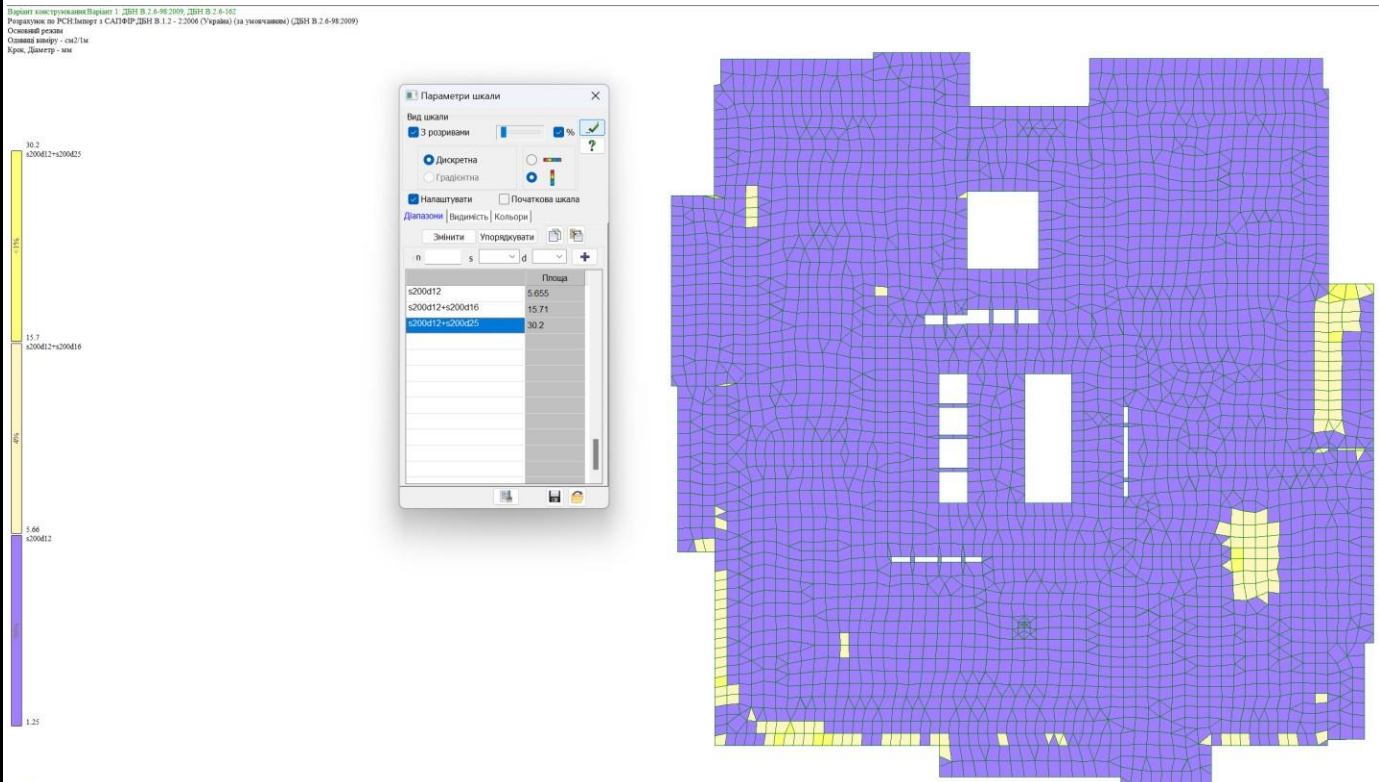 Варіант конструювання:Варіант 1: ДБН В.2.6-98:2009, ДБН В.2.6-162
Розрахунок по РСН:Імпорт з САПФІР:ДБН В.1.2 - 2:2006 (Україна) (за умовчанням) (ДБН В.2.6-98:2009)
Основний режим
Одиниці виміру - см2/1м
Крок, Діаметр - мм
30.2
s200d12+s200d25
<1%
15.7
s200d12+s200d16
4%
5.66
s200d12
1.25
Параметри шкали
Вид шкали
З розривами
%
?
Дискретна
Градієнтна
Налаштувати
Початкова шкала
Діапазони
Видимість
Кольори
Змінити
Упорядкувати
n
s
d
+
Площа
s200d12 5.655
s200d12+s200d16 15.71
s200d12+s200d25 30.2